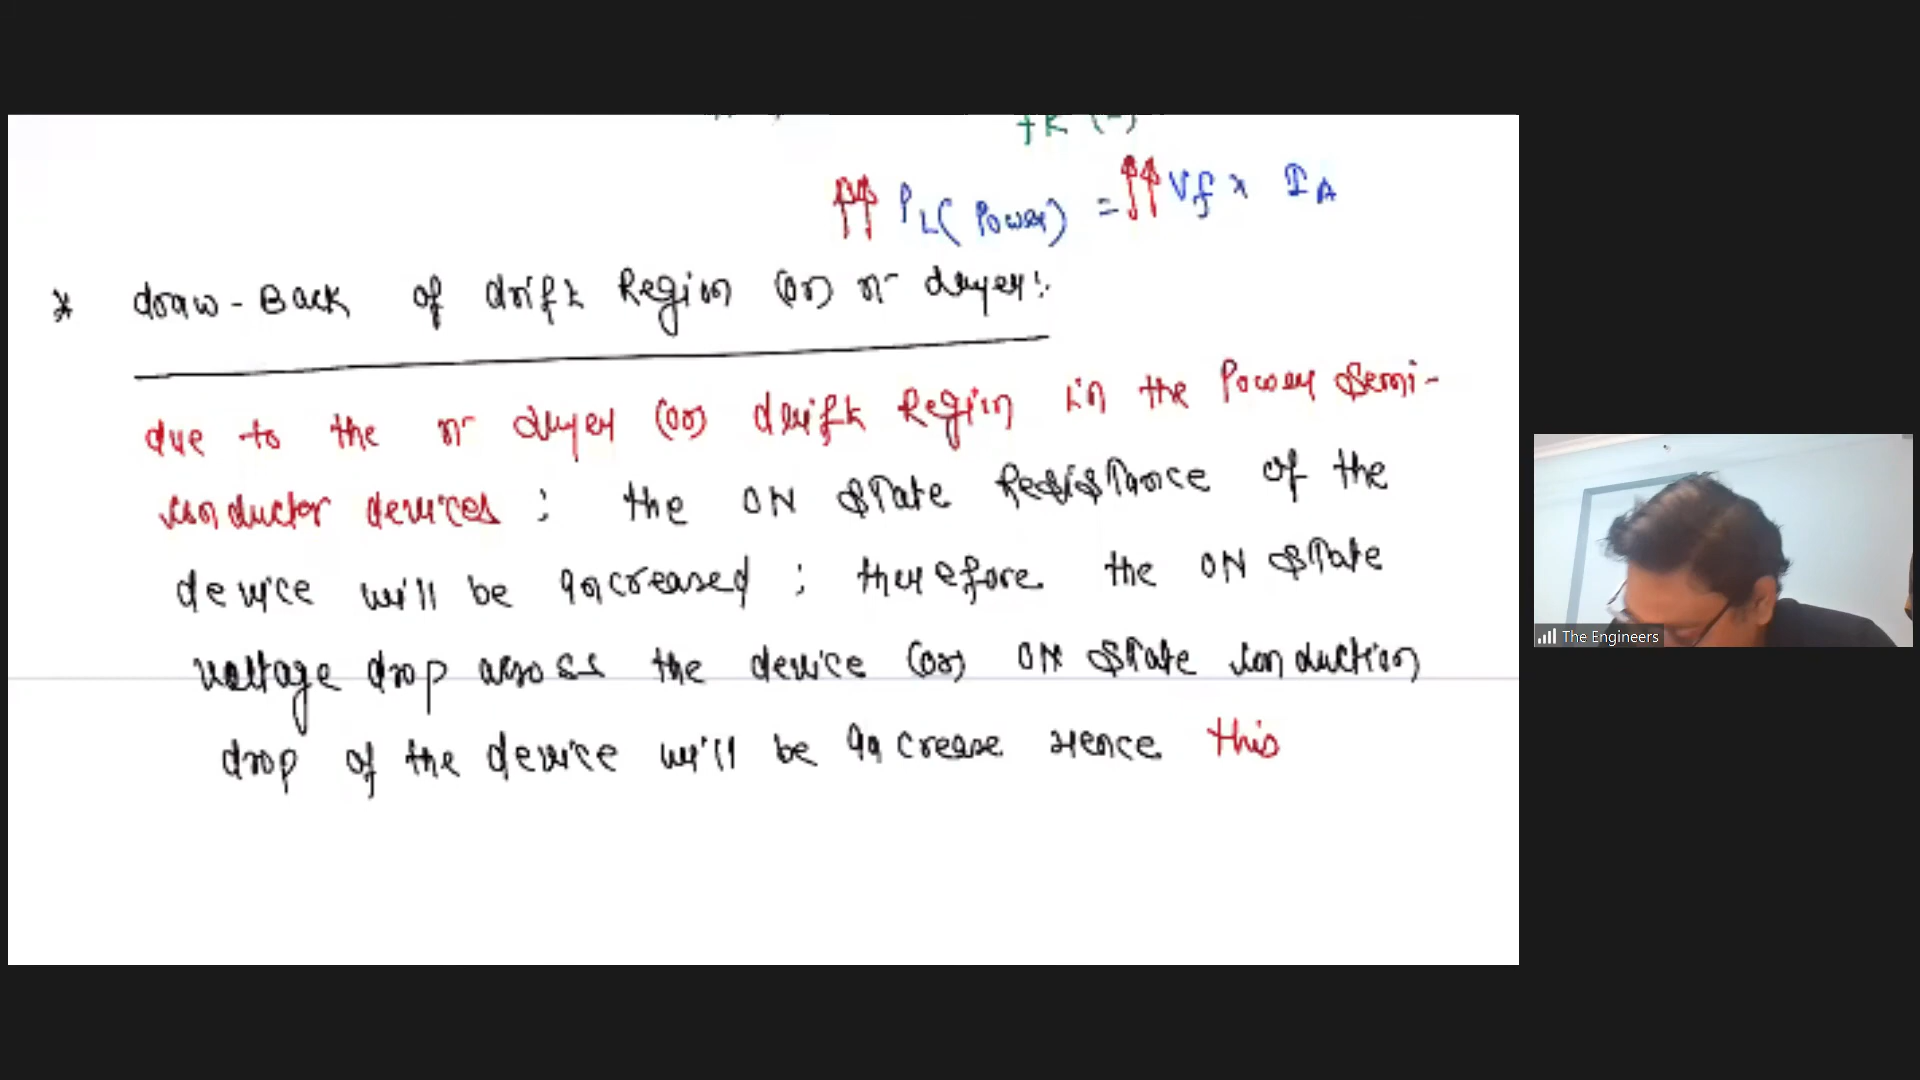 ↑↑ PL( Power) = ↑↑ Vf x IA
* draw-Back of drift Region (or) n- layer:
due to the n- layer (or) drift Region in the Power Semi-
conductor devices ; the ON State Resistance of the
device will be increased ; therefore the ON State
voltage drop across the device (or) ON State conduction
drop of the device will be increase Hence this
The Engineers